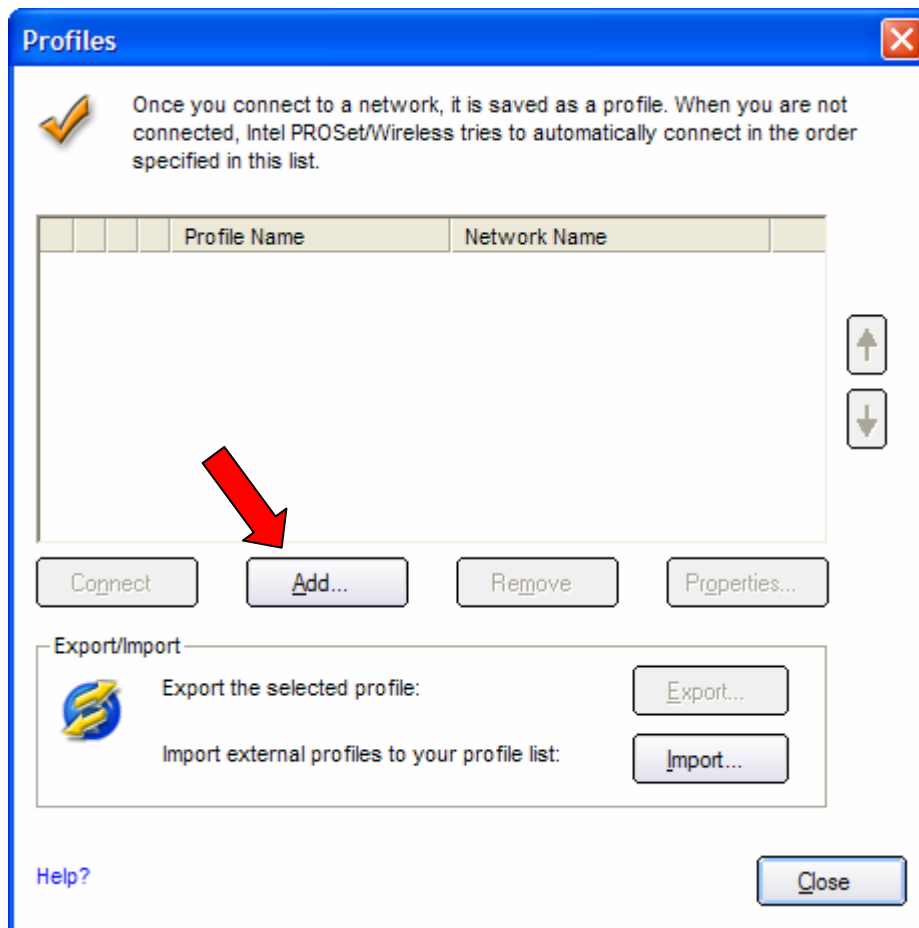 Profiles
Once you connect to a network, it is saved as a profile. When you are not
connected, Intel PROSet/Wireless tries to automatically connect in the order
specified in this list.
Profile Name Network Name
Connect Add... Remove Properties...
Export/Import
Export the selected profile: Export...
Import external profiles to your profile list: Import...
Help? Close